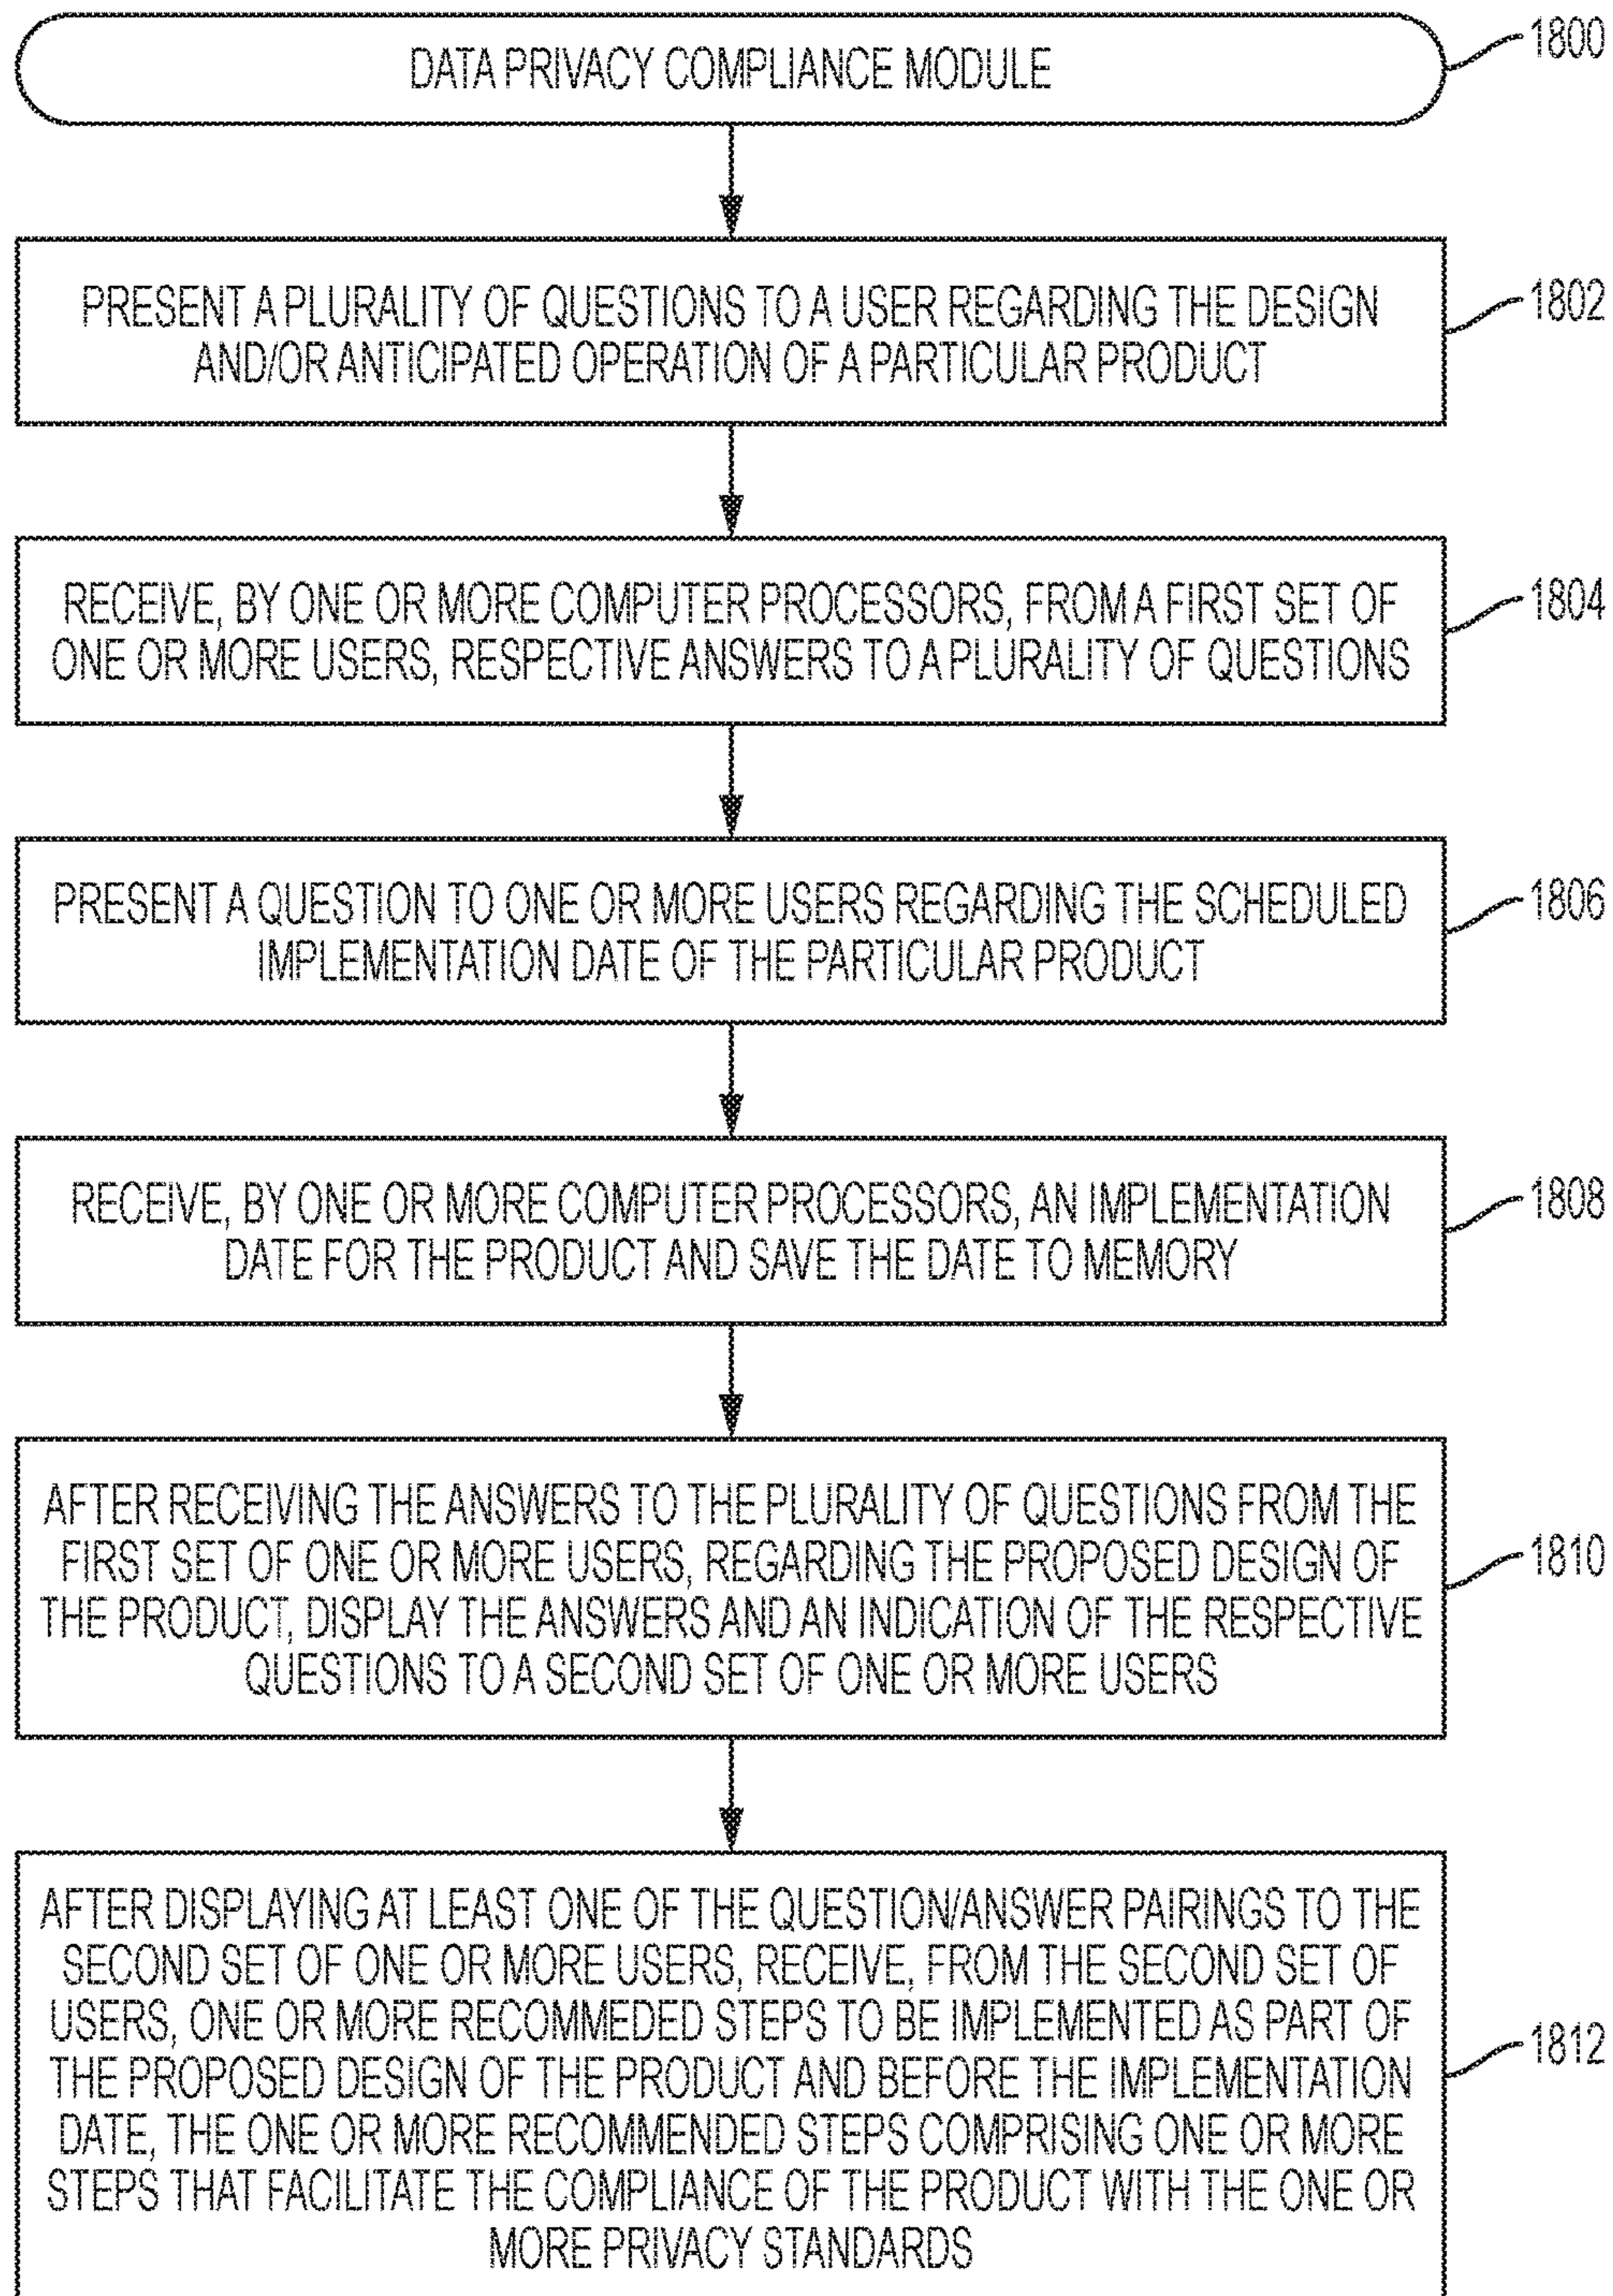 DATA PRIVACY COMPLIANCE MODULE
1800
PRESENT A PLURALITY OF QUESTIONS TO A USER REGARDING THE DESIGN
AND/OR ANTICIPATED OPERATION OF A PARTICULAR PRODUCT
1802
RECEIVE, BY ONE OR MORE COMPUTER PROCESSORS, FROM A FIRST SET OF
ONE OR MORE USERS, RESPECTIVE ANSWERS TO A PLURALITY OF QUESTIONS
1804
PRESENT A QUESTION TO ONE OR MORE USERS REGARDING THE SCHEDULED
IMPLEMENTATION DATE OF THE PARTICULAR PRODUCT
1806
RECEIVE, BY ONE OR MORE COMPUTER PROCESSORS, AN IMPLEMENTATION
DATE FOR THE PRODUCT AND SAVE THE DATE TO MEMORY
1808
AFTER RECEIVING THE ANSWERS TO THE PLURALITY OF QUESTIONS FROM THE
FIRST SET OF ONE OR MORE USERS, REGARDING THE PROPOSED DESIGN OF
THE PRODUCT, DISPLAY THE ANSWERS AND AN INDICATION OF THE RESPECTIVE
QUESTIONS TO A SECOND SET OF ONE OR MORE USERS
1810
AFTER DISPLAYING AT LEAST ONE OF THE QUESTION/ANSWER PAIRINGS TO THE
SECOND SET OF ONE OR MORE USERS, RECEIVE, FROM THE SECOND SET OF
USERS, ONE OR MORE RECOMMEDED STEPS TO BE IMPLEMENTED AS PART OF
THE PROPOSED DESIGN OF THE PRODUCT AND BEFORE THE IMPLEMENTATION
DATE, THE ONE OR MORE RECOMMENDED STEPS COMPRISING ONE OR MORE
STEPS THAT FACILITATE THE COMPLIANCE OF THE PRODUCT WITH THE ONE OR
MORE PRIVACY STANDARDS
1812